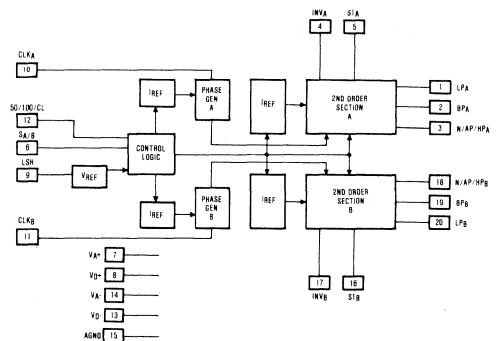 INVA S1A
4 5
CLKA
10
50/100/CL
12
SA/B
6
LSH
9
VREF
CONTROL LOGIC
IREF
PHASE GEN A
IREF
2ND ORDER SECTION A
1 LPA
2 BPA
3 N/AP/HPA
IREF
PHASE GEN B
IREF
2ND ORDER SECTION B
18 N/AP/HPB
19 BPB
20 LPB
CLKB
11
17 16
INVB S1B
VA+ 7
VD+ 8
VA- 14
VD- 13
AGND 15